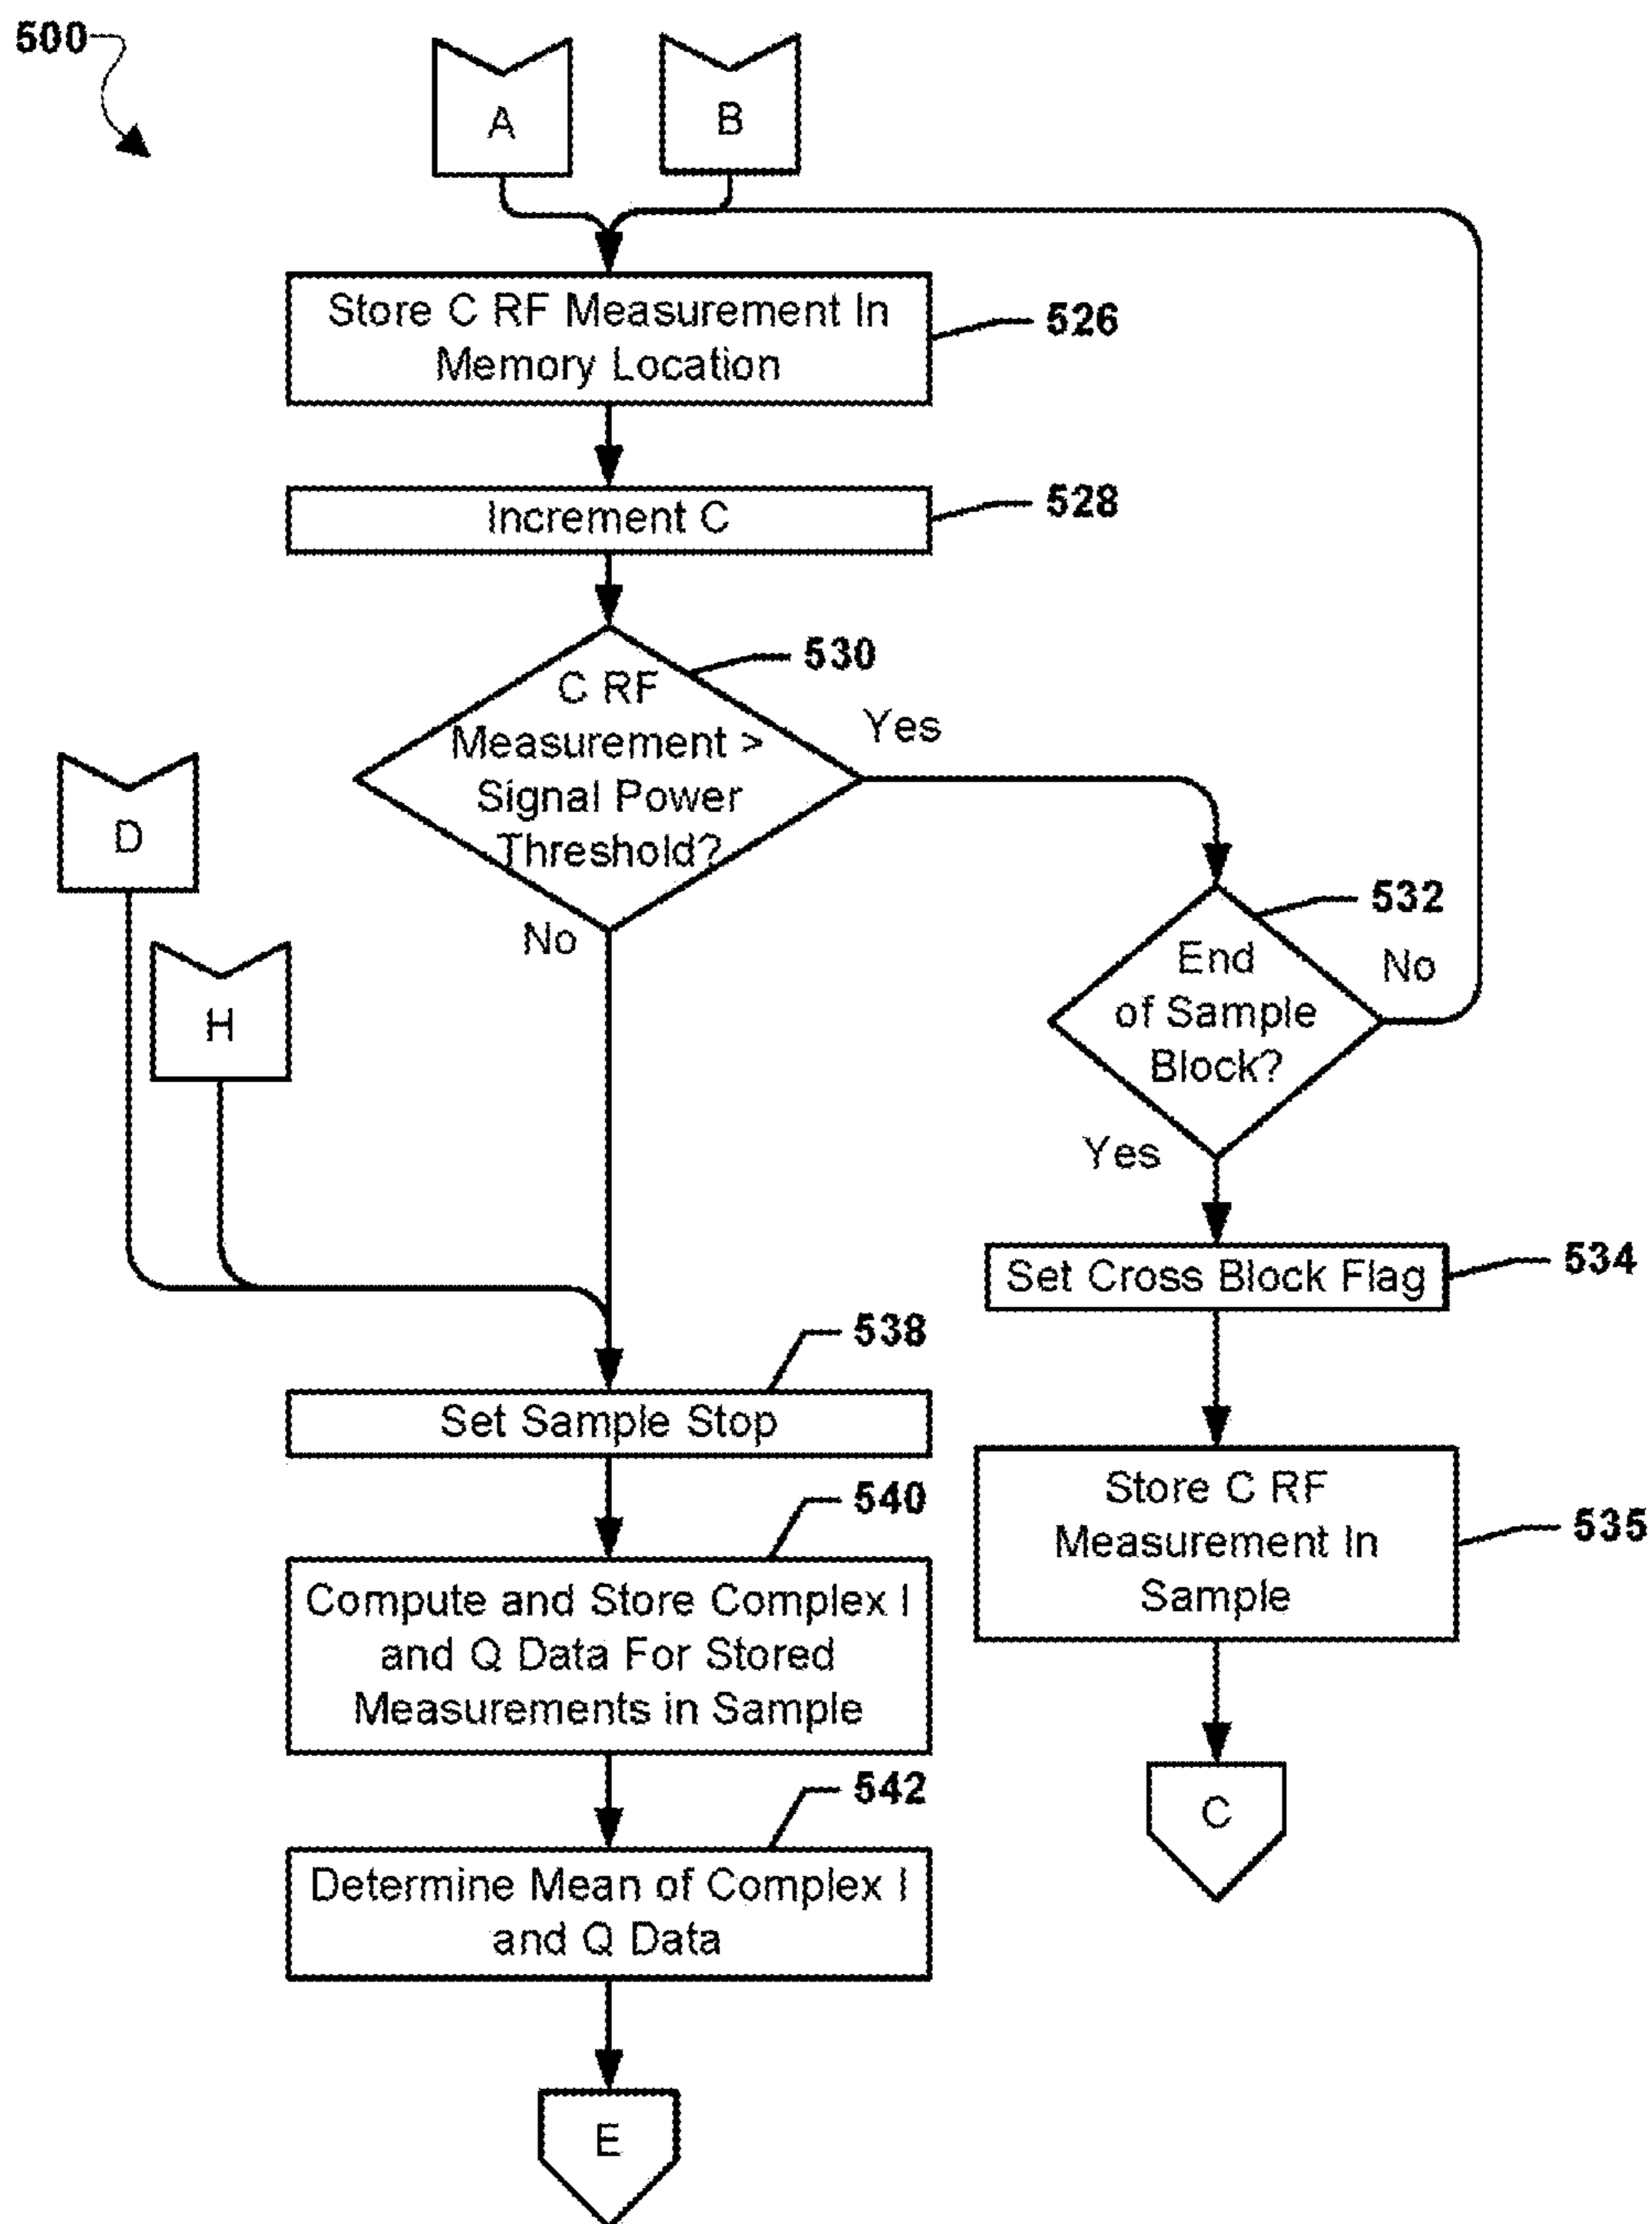 500
A
B
Store C RF Measurement In
Memory Location
526
Increment C
528
530
C RF
Measurement >
Signal Power
Threshold?
Yes
No
D
H
532
End
of Sample
Block?
No
Yes
Set Cross Block Flag
534
538
Set Sample Stop
Store C RF
Measurement In
Sample
535
540
Compute and Store Complex I
and Q Data For Stored
Measurements in Sample
542
Determine Mean of Complex I
and Q Data
C
E